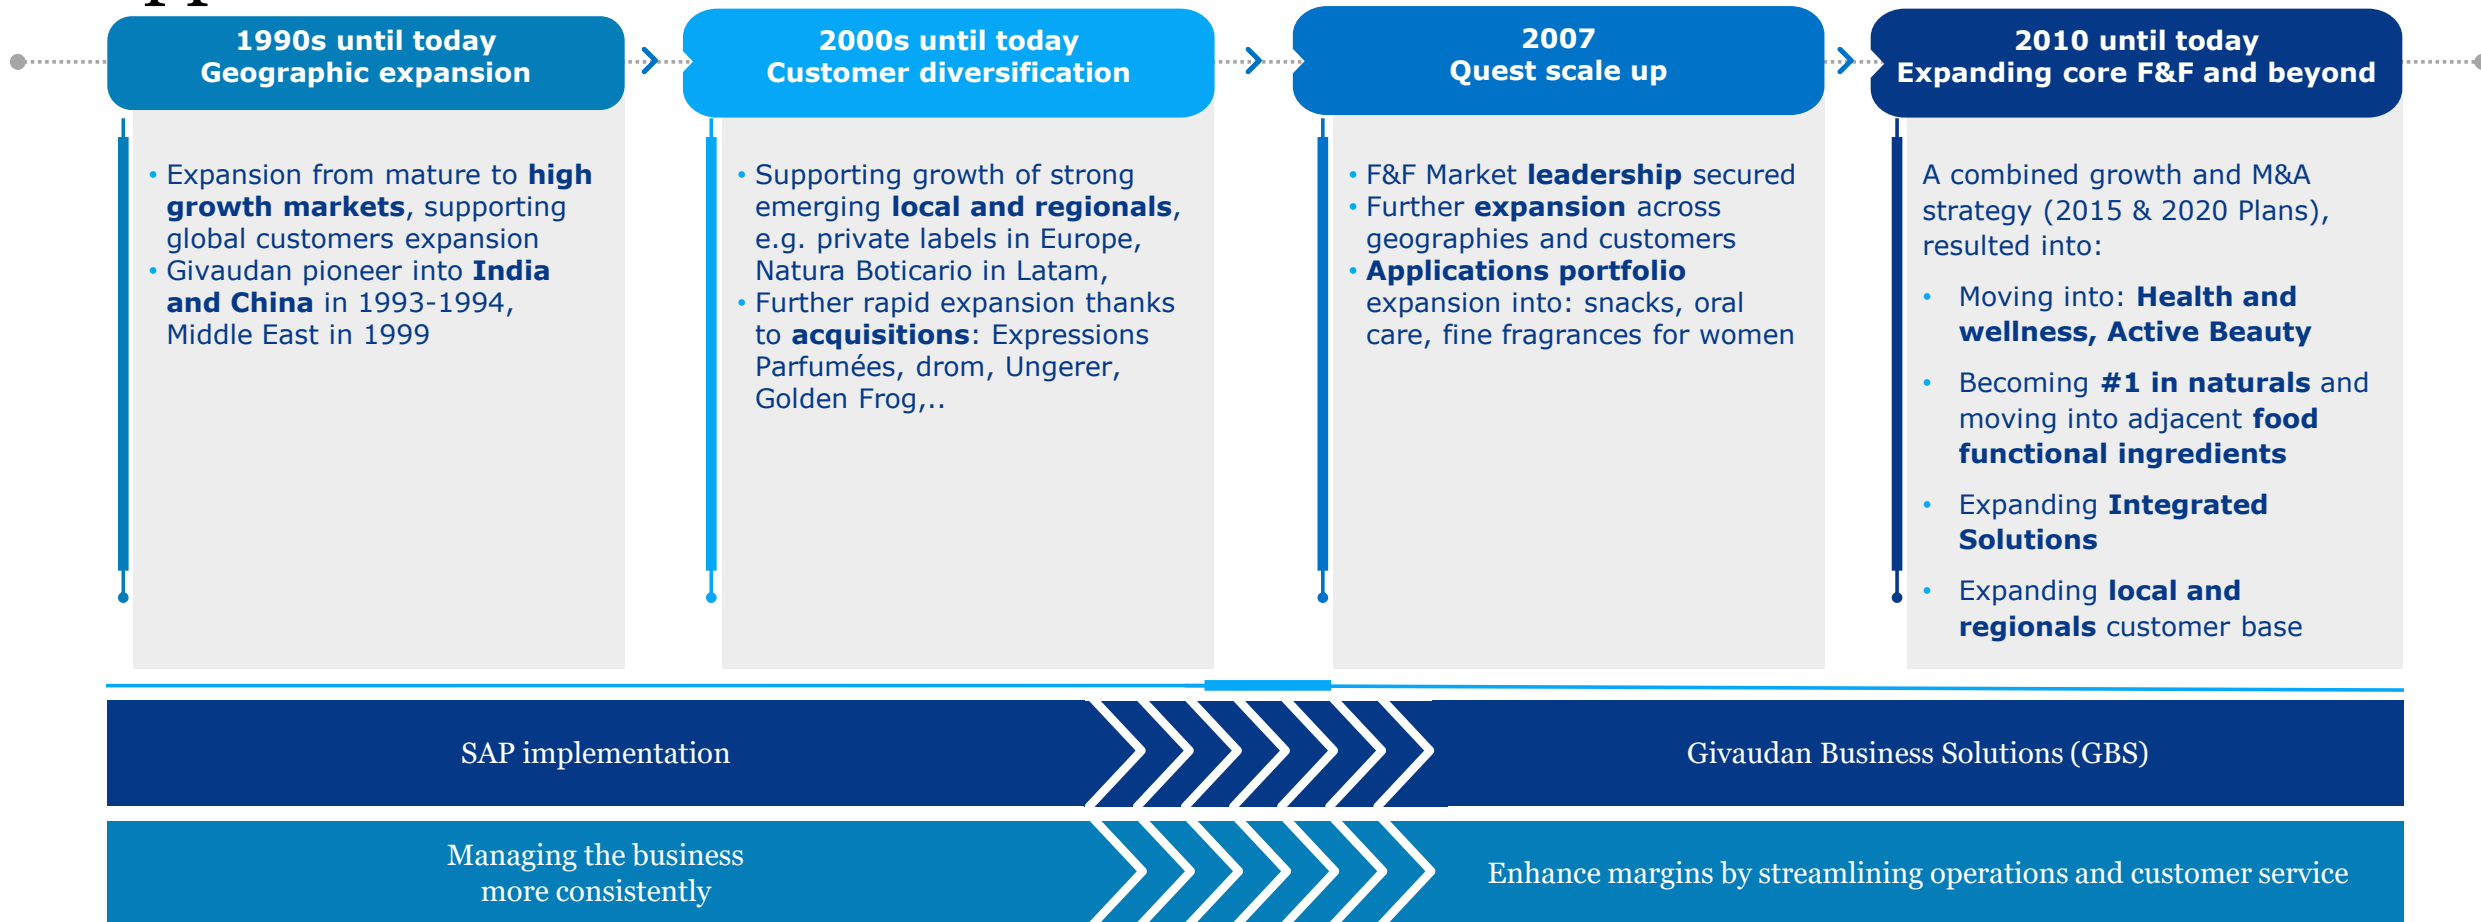 1990s until today
Geographic expansion
2000s until today
Customer diversification
2007
Quest scale up
2010 until today
Expanding core F&F and beyond
• Expansion from mature to high
growth markets, supporting
global customers expansion
• Givaudan pioneer into India
and China in 1993-1994,
Middle East in 1999
• Supporting growth of strong
emerging local and regionals,
e.g. private labels in Europe,
Natura Boticario in Latam,
• Further rapid expansion thanks
to acquisitions: Expressions
Parfumées, drom, Ungerer,
Golden Frog,..
• F&F Market leadership secured
• Further expansion across
geographies and customers
• Applications portfolio
expansion into: snacks, oral
care, fine fragrances for women
A combined growth and M&A
strategy (2015 & 2020 Plans),
resulted into:
• Moving into: Health and
wellness, Active Beauty
• Becoming #1 in naturals and
moving into adjacent food
functional ingredients
• Expanding Integrated
Solutions
• Expanding local and
regionals customer base
SAP implementation
Givaudan Business Solutions (GBS)
Managing the business
more consistently
Enhance margins by streamlining operations and customer service